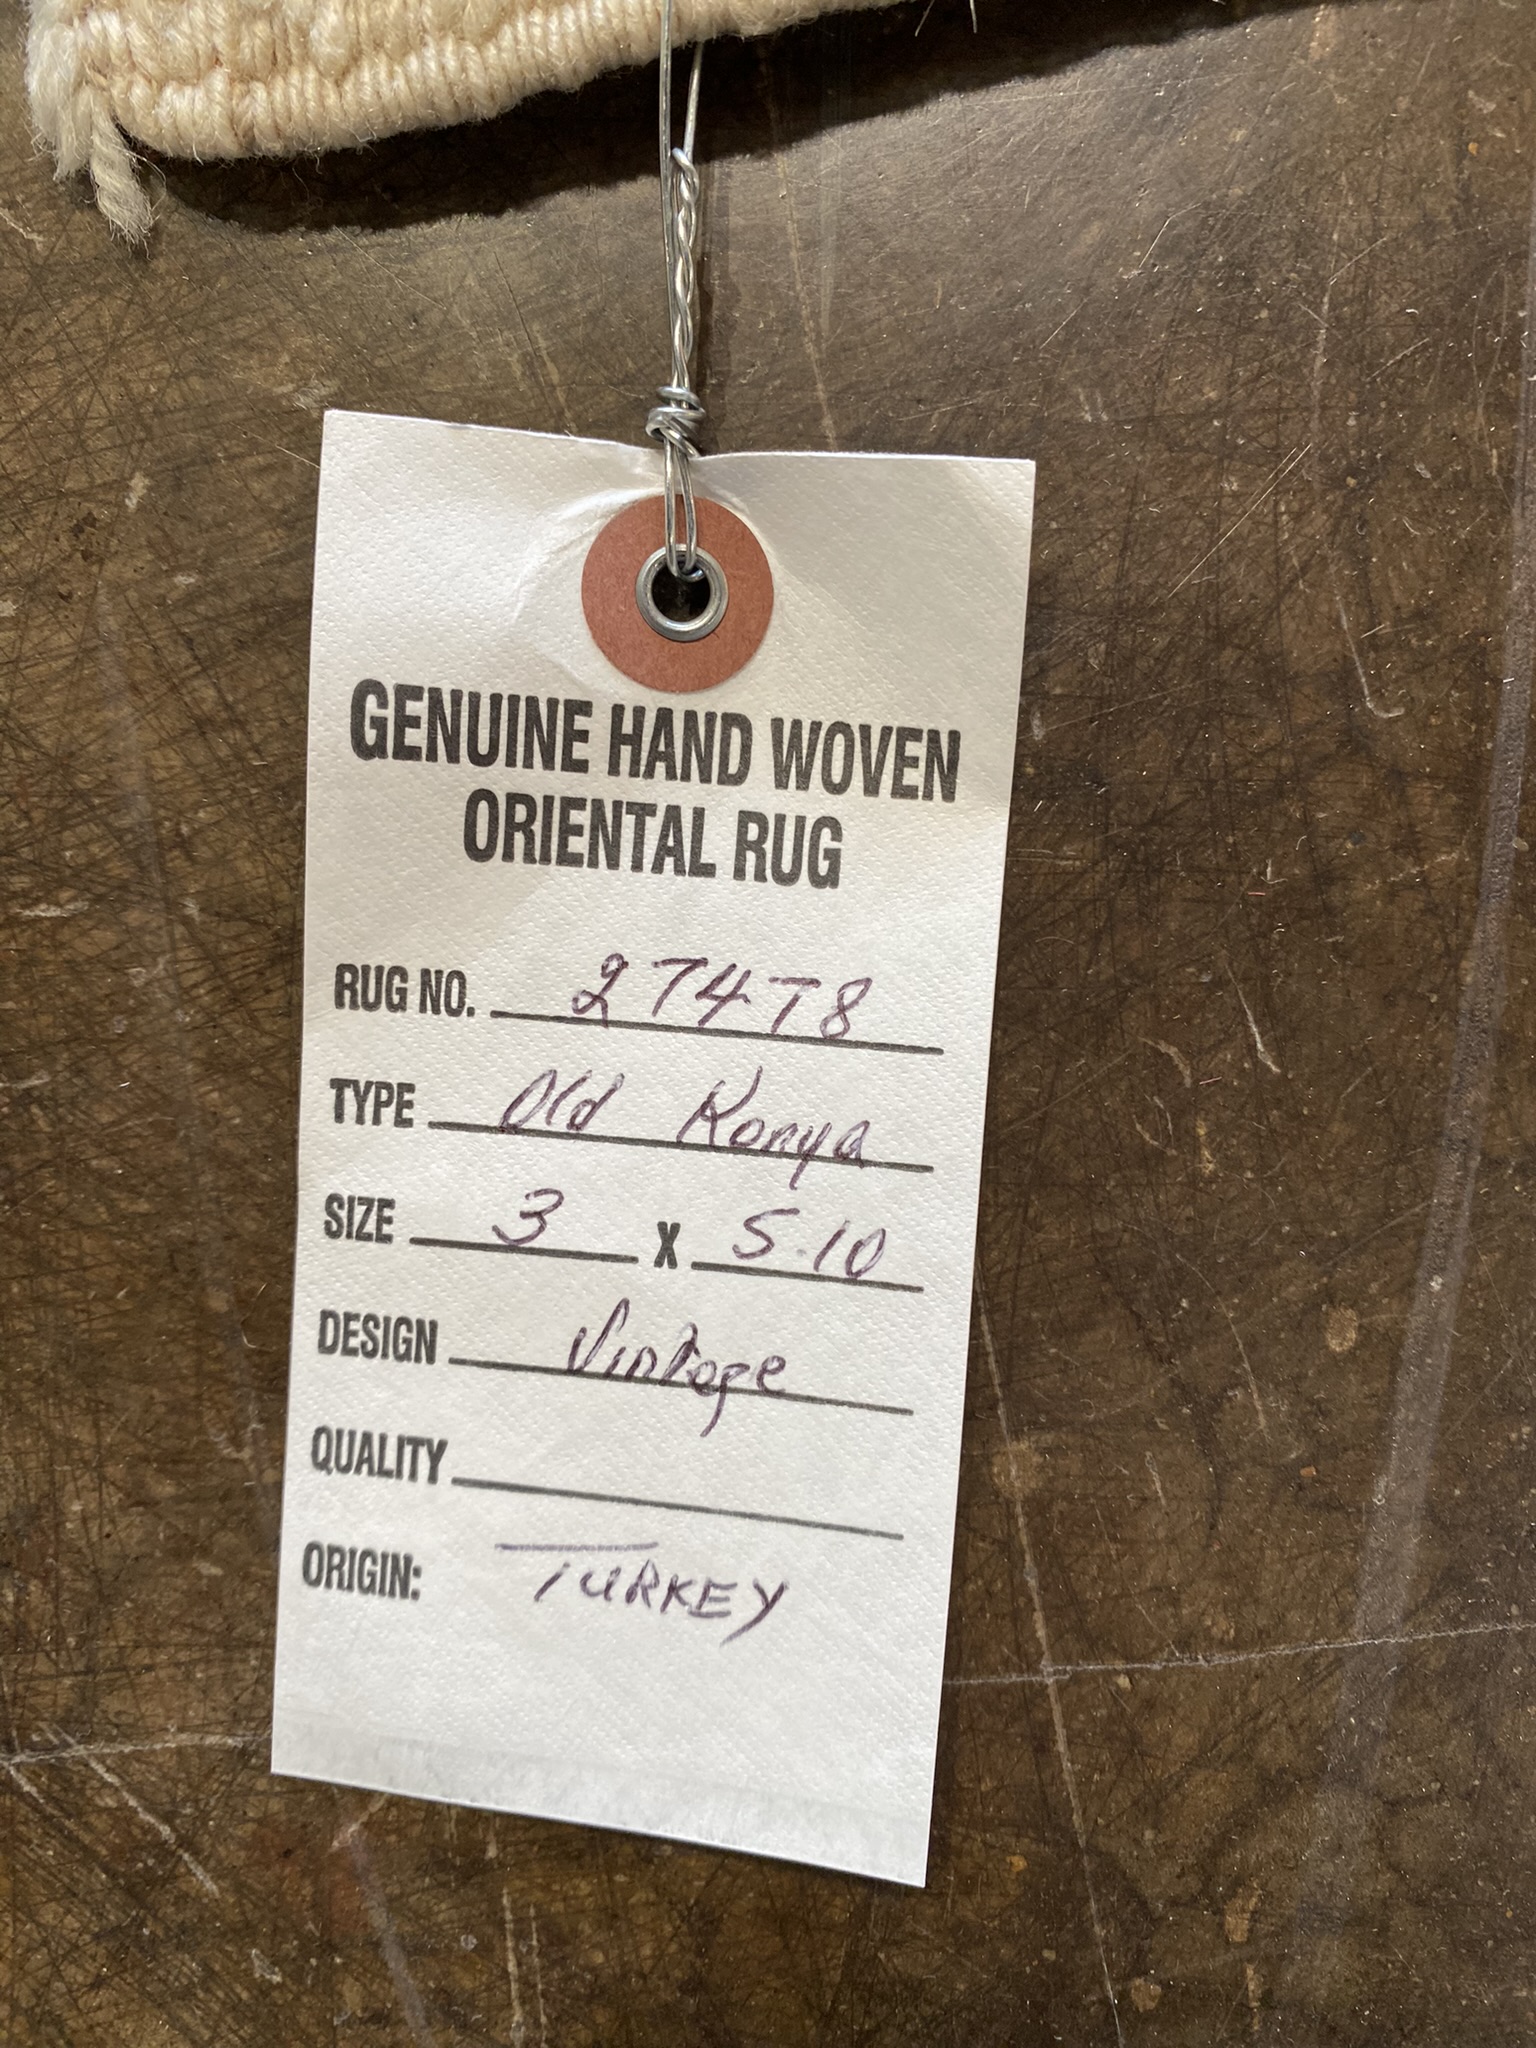 GENUINE HAND WOVEN
ORIENTAL RUG
RUG NO. 27478
TYPE Old Konya
SIZE 3 X 5.10
DESIGN Vintage
QUALITY
ORIGIN: TURKEY